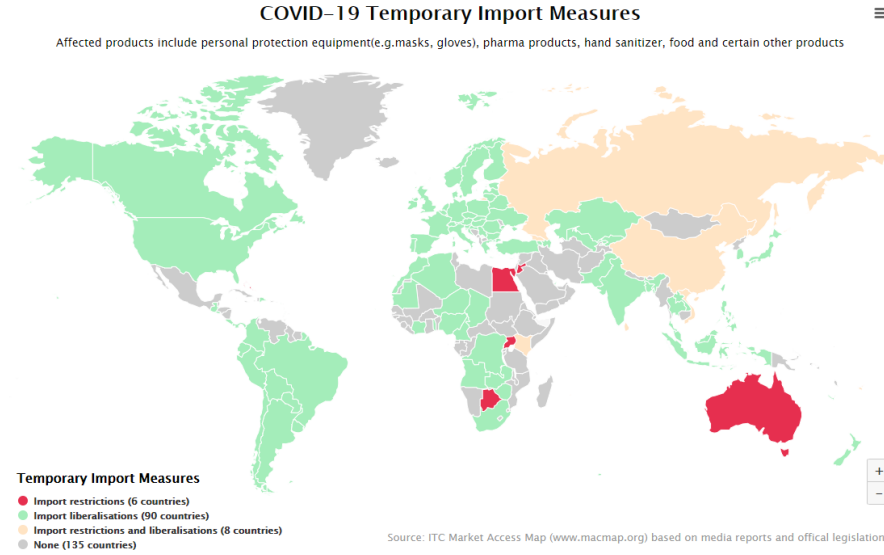 COVID-19 Temporary Import Measures
Affected products include personal protection equipment(e.g.masks, gloves), pharma products, hand sanitizer, food and certain other products
+
−
Temporary Import Measures
Import restrictions (6 countries)
Import liberalisations (90 countries)
Import restrictions and liberalisations (8 countries)
None (135 countries)
Source: ITC Market Access Map (www.macmap.org) based on media reports and offical legislation